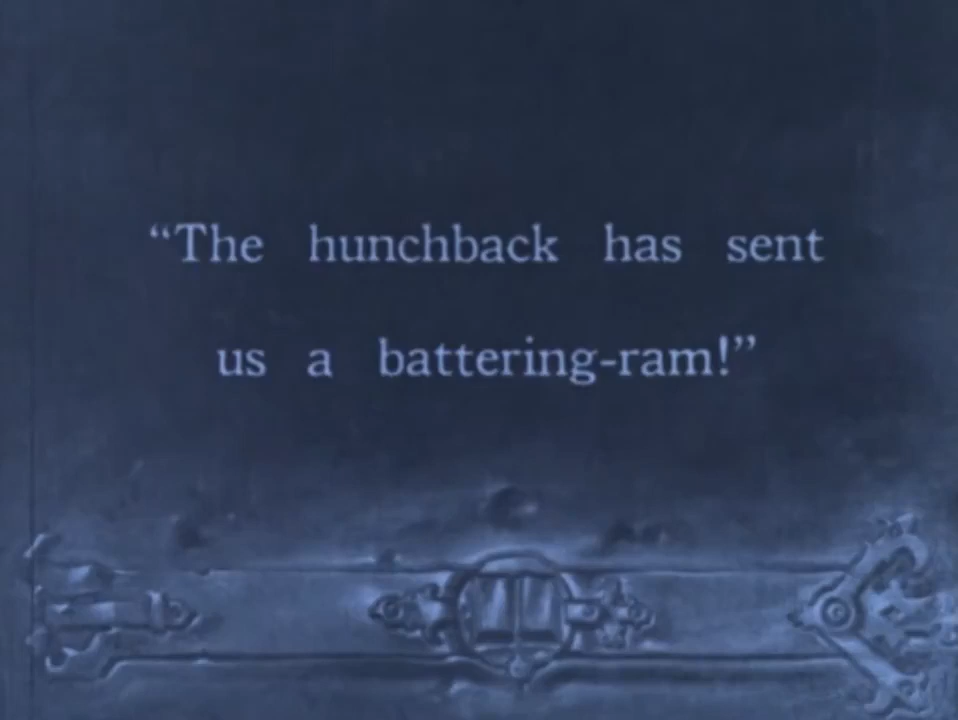 “The hunchback has sent
us a battering-ram!”